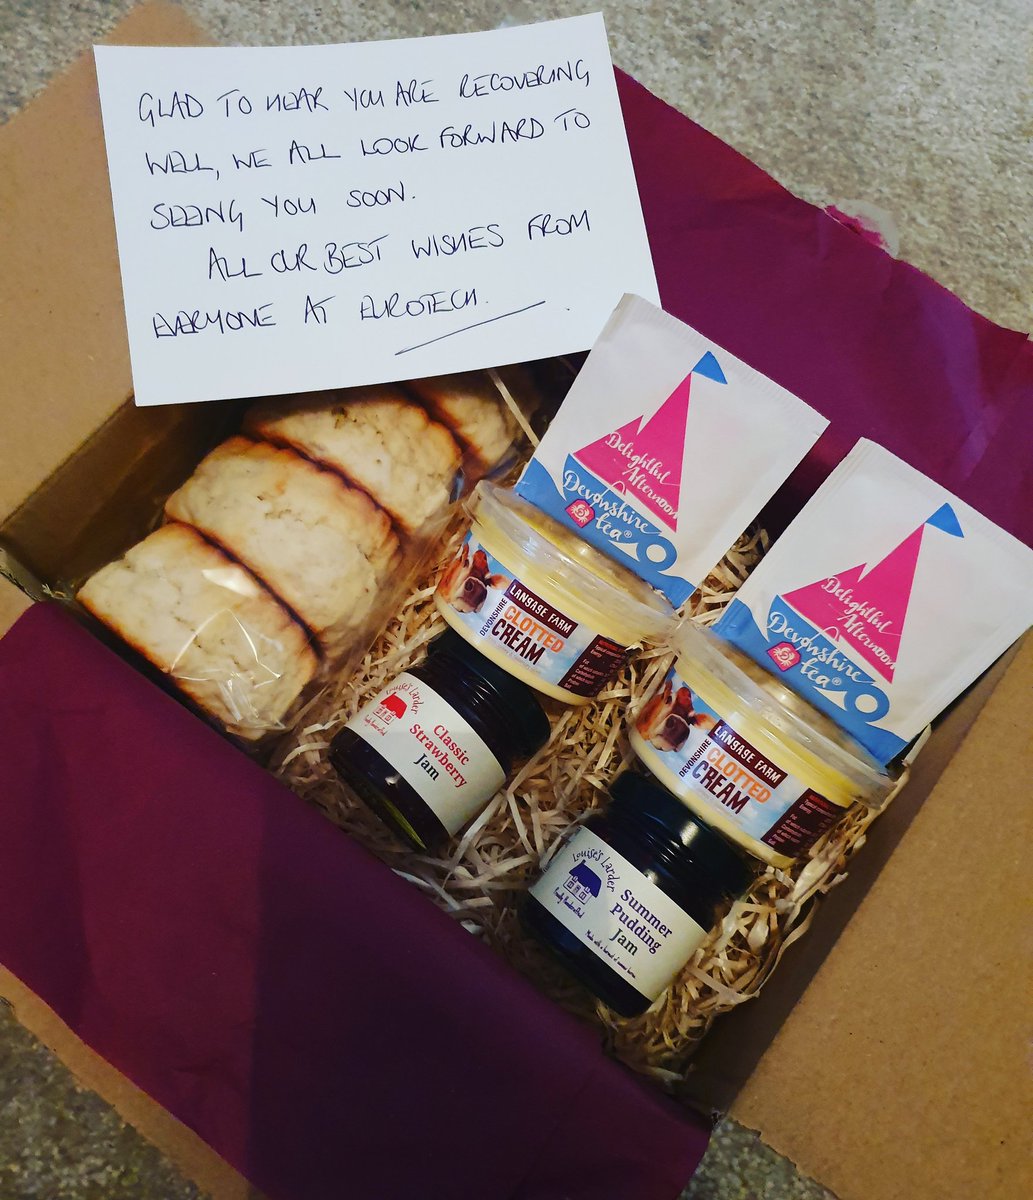 GLAD TO HEAR YOU ARE RECOVERING
WELL, WE ALL LOOK FORWARD TO
SEEING YOU SOON.
ALL OUR BEST WISHES FROM
EVERYONE AT EUROTECH.
Delightful
Afternoon
Devonshire
tea®
Delightful
Afternoon
Devonshire
tea®
LANGAGE FARM
DEVONSHIRE
CLOTTED
CREAM
LANGAGE FARM
DEVONSHIRE
CLOTTED
CREAM
Louise's Larder
Classic
Strawberry
Jam
Louise's Larder
Proudly Handcrafted
Summer
Pudding
Jam